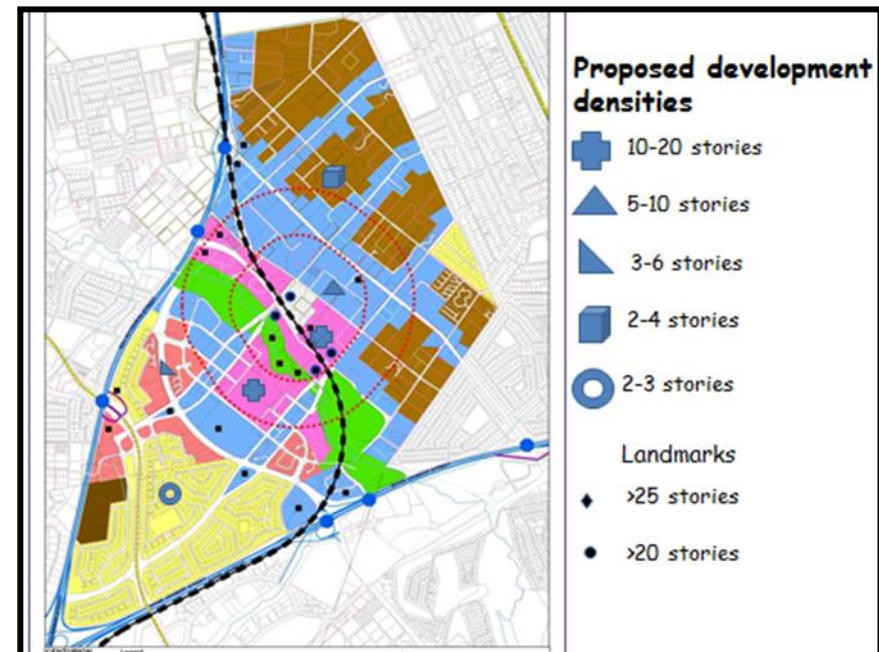 Proposed development
densities
10-20 stories
5-10 stories
3-6 stories
2-4 stories
2-3 stories
Landmarks
>25 stories
>20 stories